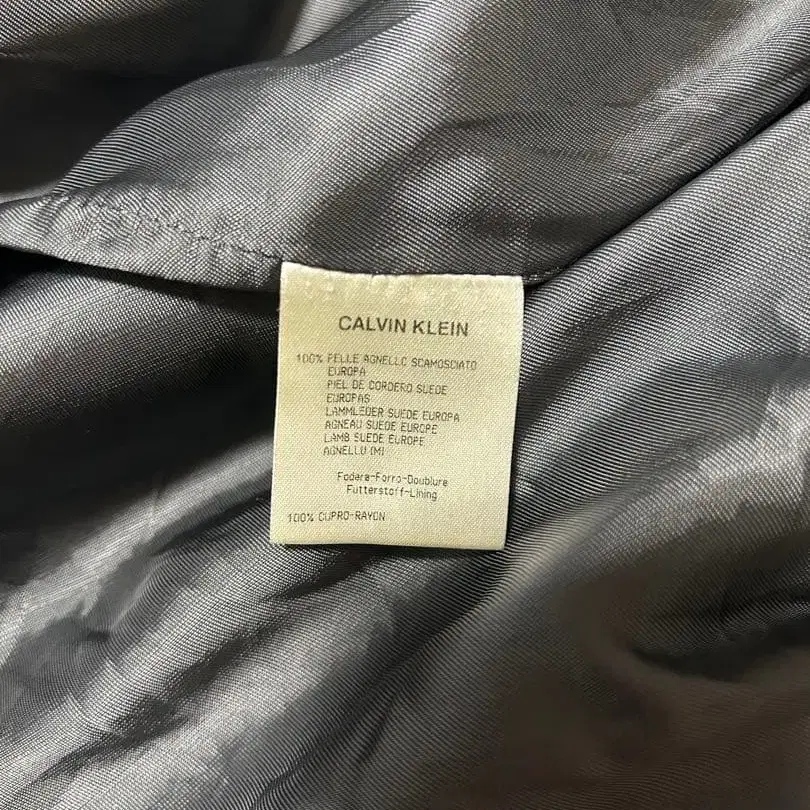 CALVIN KLEIN
100% PELLE AGNELLO SCAMOSCIATO
EUROPA
PIEL DE CORDERO SUEDE
EUROPAS
LAMMLEDER SUEDE EUROPA
AGNEAU SUEDE EUROPE
LAMB SUEDE EUROPE
AGNELLU (M)
Fodera-Forro-Doublure
Futterstoff-Lining
100% CUPRO-RAYON